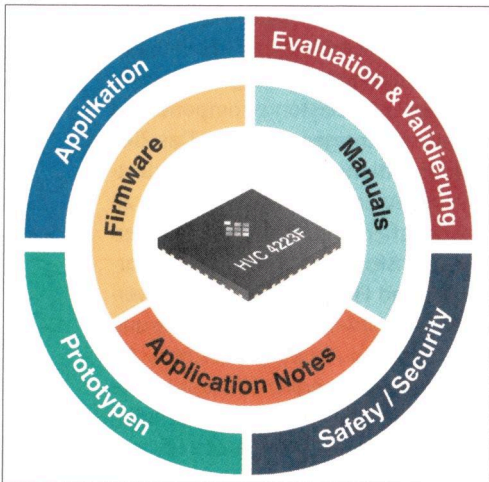 Applikation
Evaluation & Validierung
Firmware
Manuals
HVC 4223F
Application Notes
Prototypen
Safety / Security